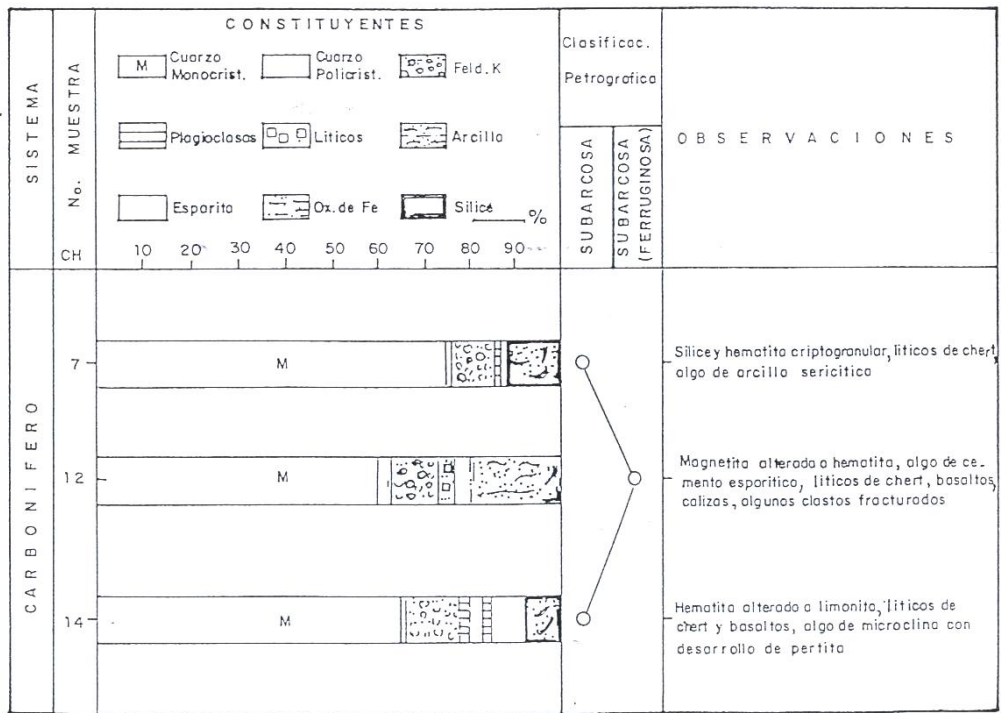 SISTEMA
No. MUESTRA
CH
CONSTITUYENTES
M Cuarzo Monocrist.
Cuarzo Policrist.
Feld. K
Plagioclasas
Liticos
Arcilla
Esparita
Ox. de Fe
Silice
%
10 20 30 40 50 60 70 80 90
Clasificac.
Petrografica
SUBARCOSA
SUBARCOSA
(FERRUGINOSA)
OBSERVACIONES
CARBONIFERO
7
M
Silice y hematita criptogranular, liticos de chert,
algo de arcilla sericitica
12
M
Magnetita alterada a hematita, algo de ce-
mento esparitico, liticos de chert, basaltos,
calizas, algunos clastos fracturados
14
M
Hematita alterada a limonita, liticos de
chert y basaltos, algo de microclina con
desarrollo de pertita